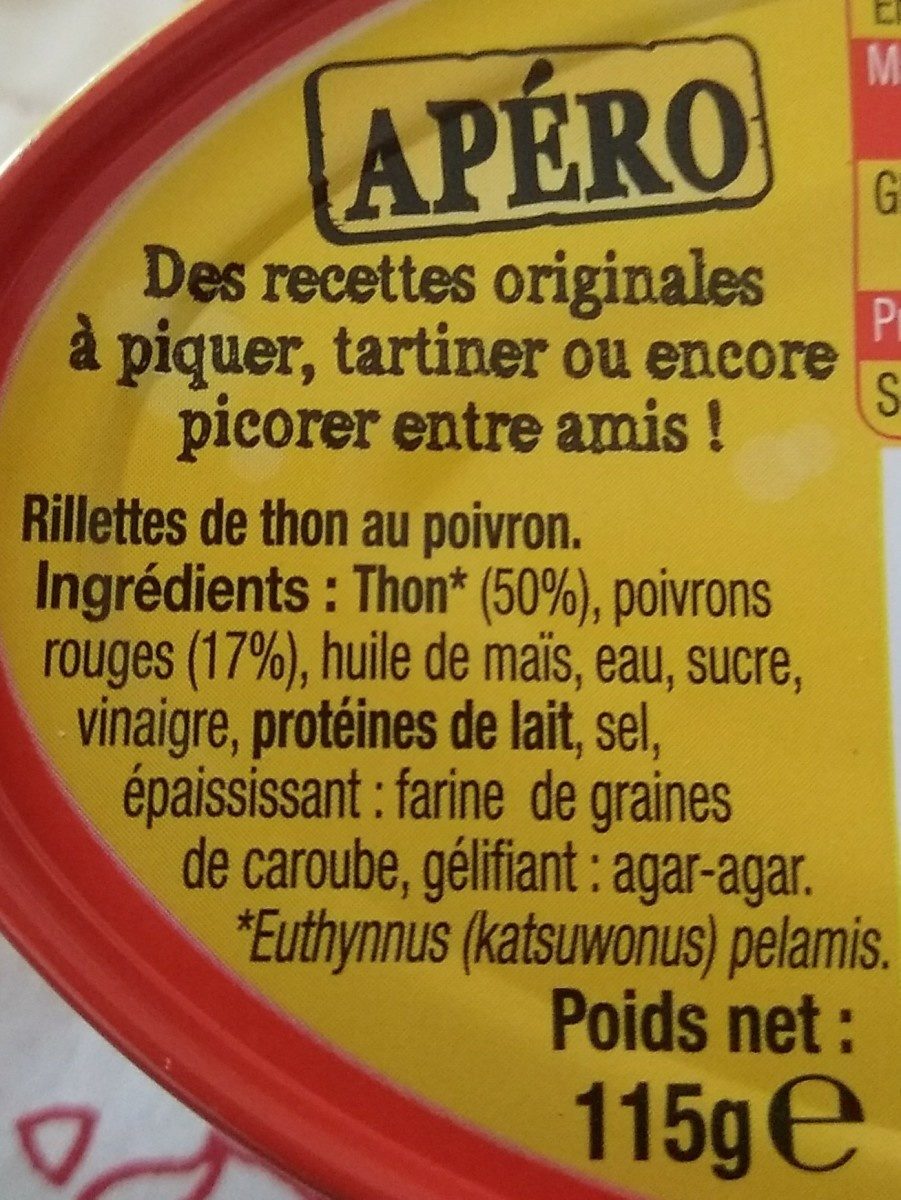 APÉRO
Des recettes originales
à piquer, tartiner ou encore
picorer entre amis !
Rillettes de thon au poivron.
Ingrédients : Thon* (50%), poivrons
rouges (17%), huile de maïs, eau, sucre,
vinaigre, protéines de lait, sel,
épaississant : farine de graines
de caroube, gélifiant : agar-agar.
*Euthynnus (katsuwonus) pelamis.
Poids net :
115g e